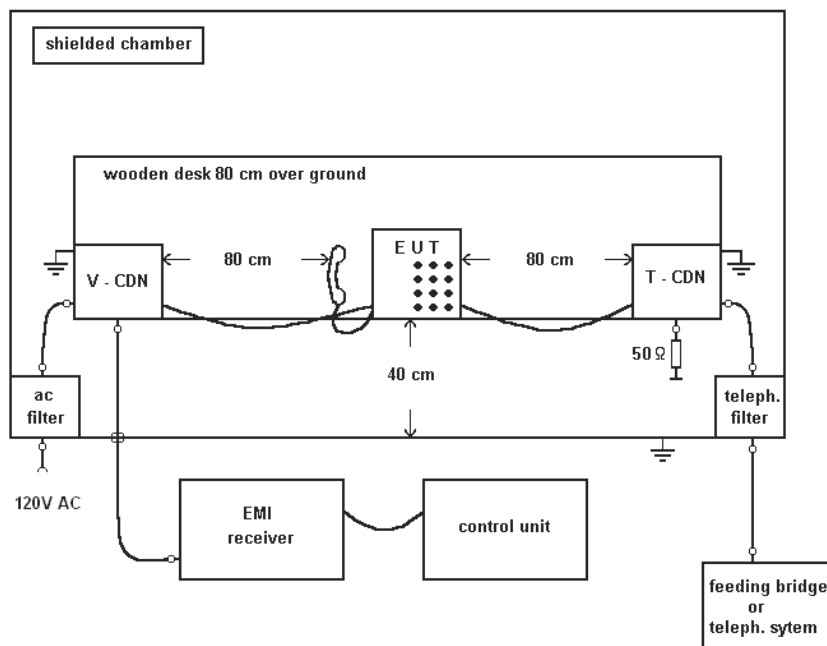 shielded chamber
wooden desk 80 cm over ground
E U T
80 cm
80 cm
V - CDN
T - CDN
50 Ω
40 cm
ac
filter
teleph.
filter
120V AC
EMI
receiver
control unit
feeding bridge
or
teleph. sytem